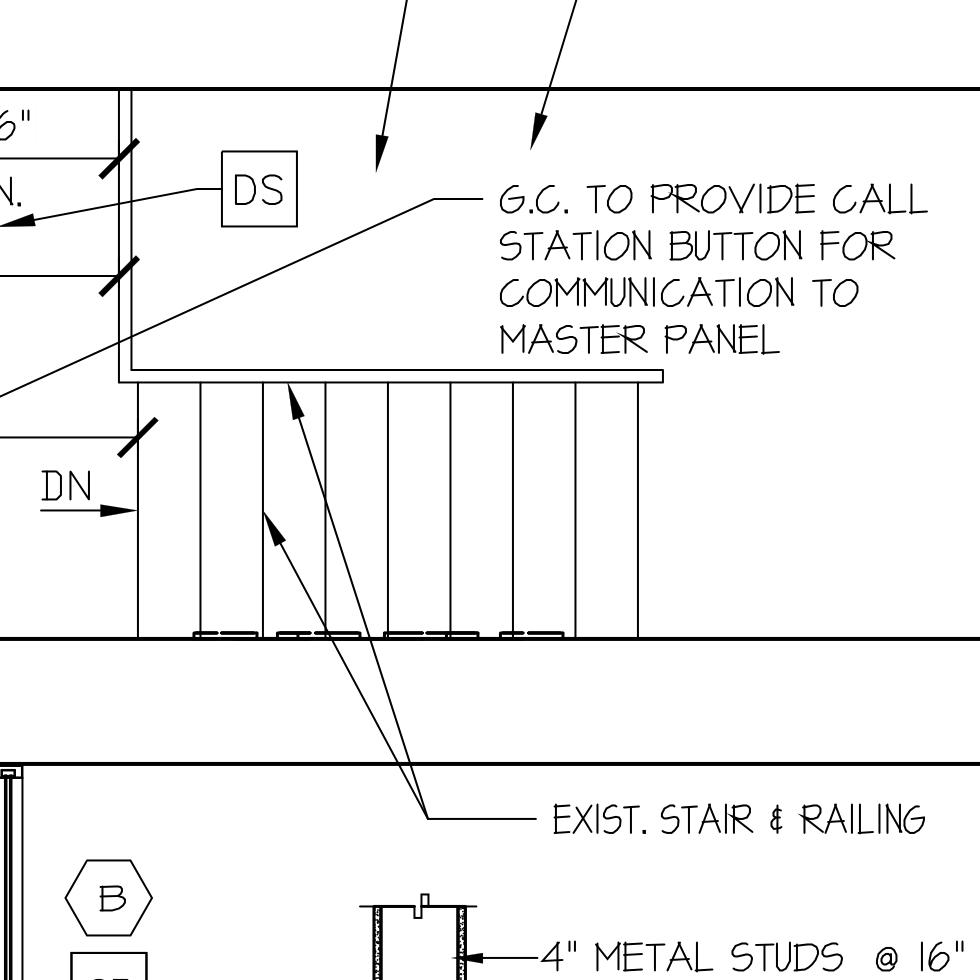 6"
N.
DS
G.C. TO PROVIDE CALL
STATION BUTTON FOR
COMMUNICATION TO
MASTER PANEL
DN
EXIST. STAIR & RAILING
B
4" METAL STUDS @ 16"